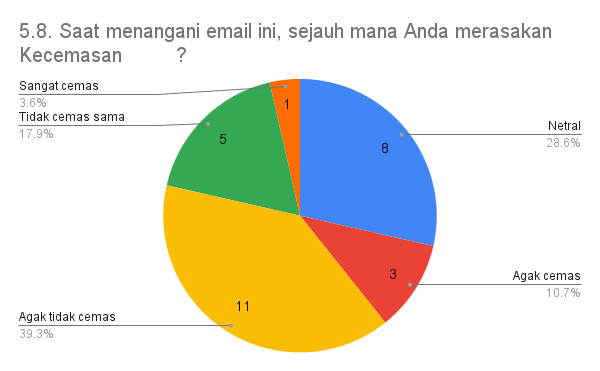 5.8. Saat menangani email ini, sejauh mana Anda merasakan
Kecemasan ?
Sangat cemas
3.6%
Tidak cemas sama
17.9%
Agak tidak cemas
39.3%
Netral
28.6%
Agak cemas
10.7%
1
5
8
3
11